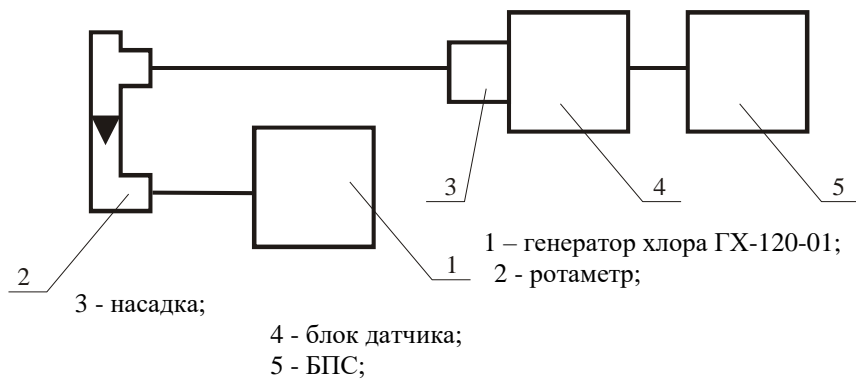 3
4
5
2
1
1 – генератор хлора ГХ-120-01;
2 - ротаметр;
3 - насадка;
4 - блок датчика;
5 - БПС;